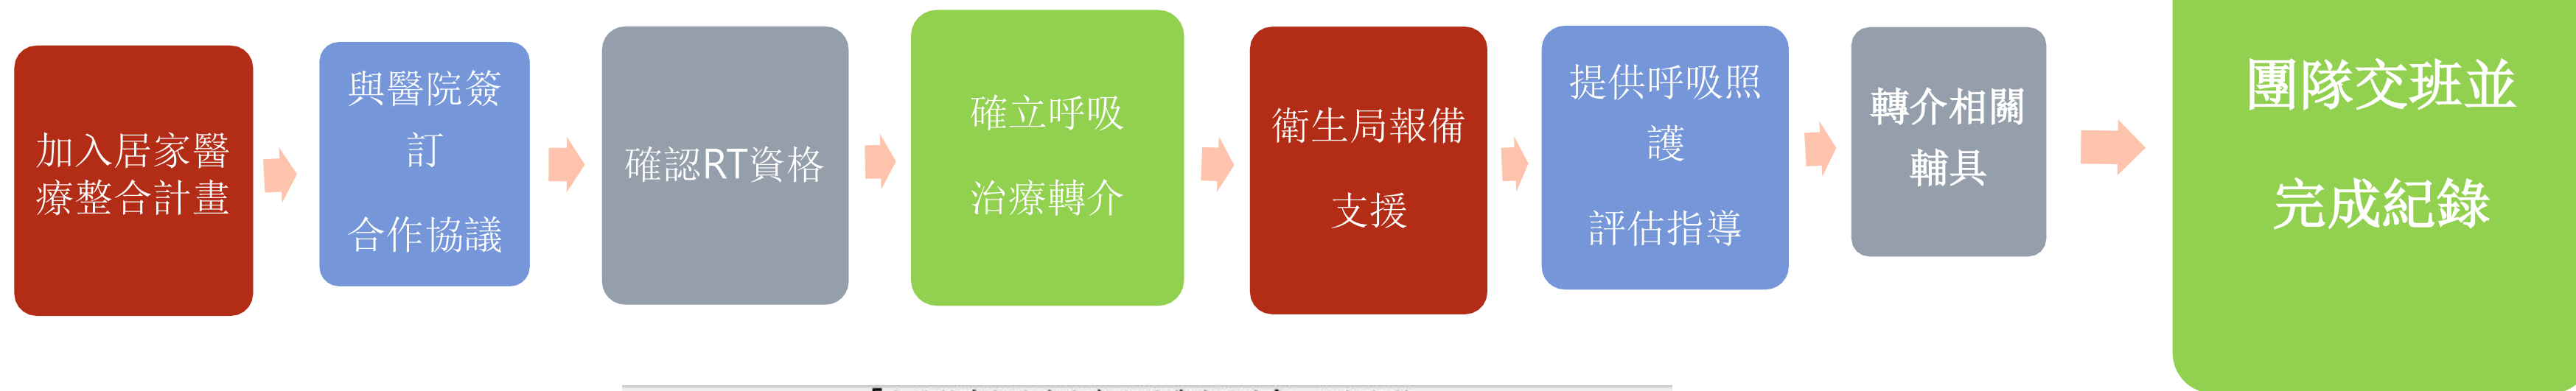 加入居家醫
療整合計畫
與醫院簽
訂
合作協議
確認RT資格
確立呼吸
治療轉介
衛生局報備
支援
提供呼吸照
護
評估指導
轉介相關
輔具
團隊交班並
完成紀錄